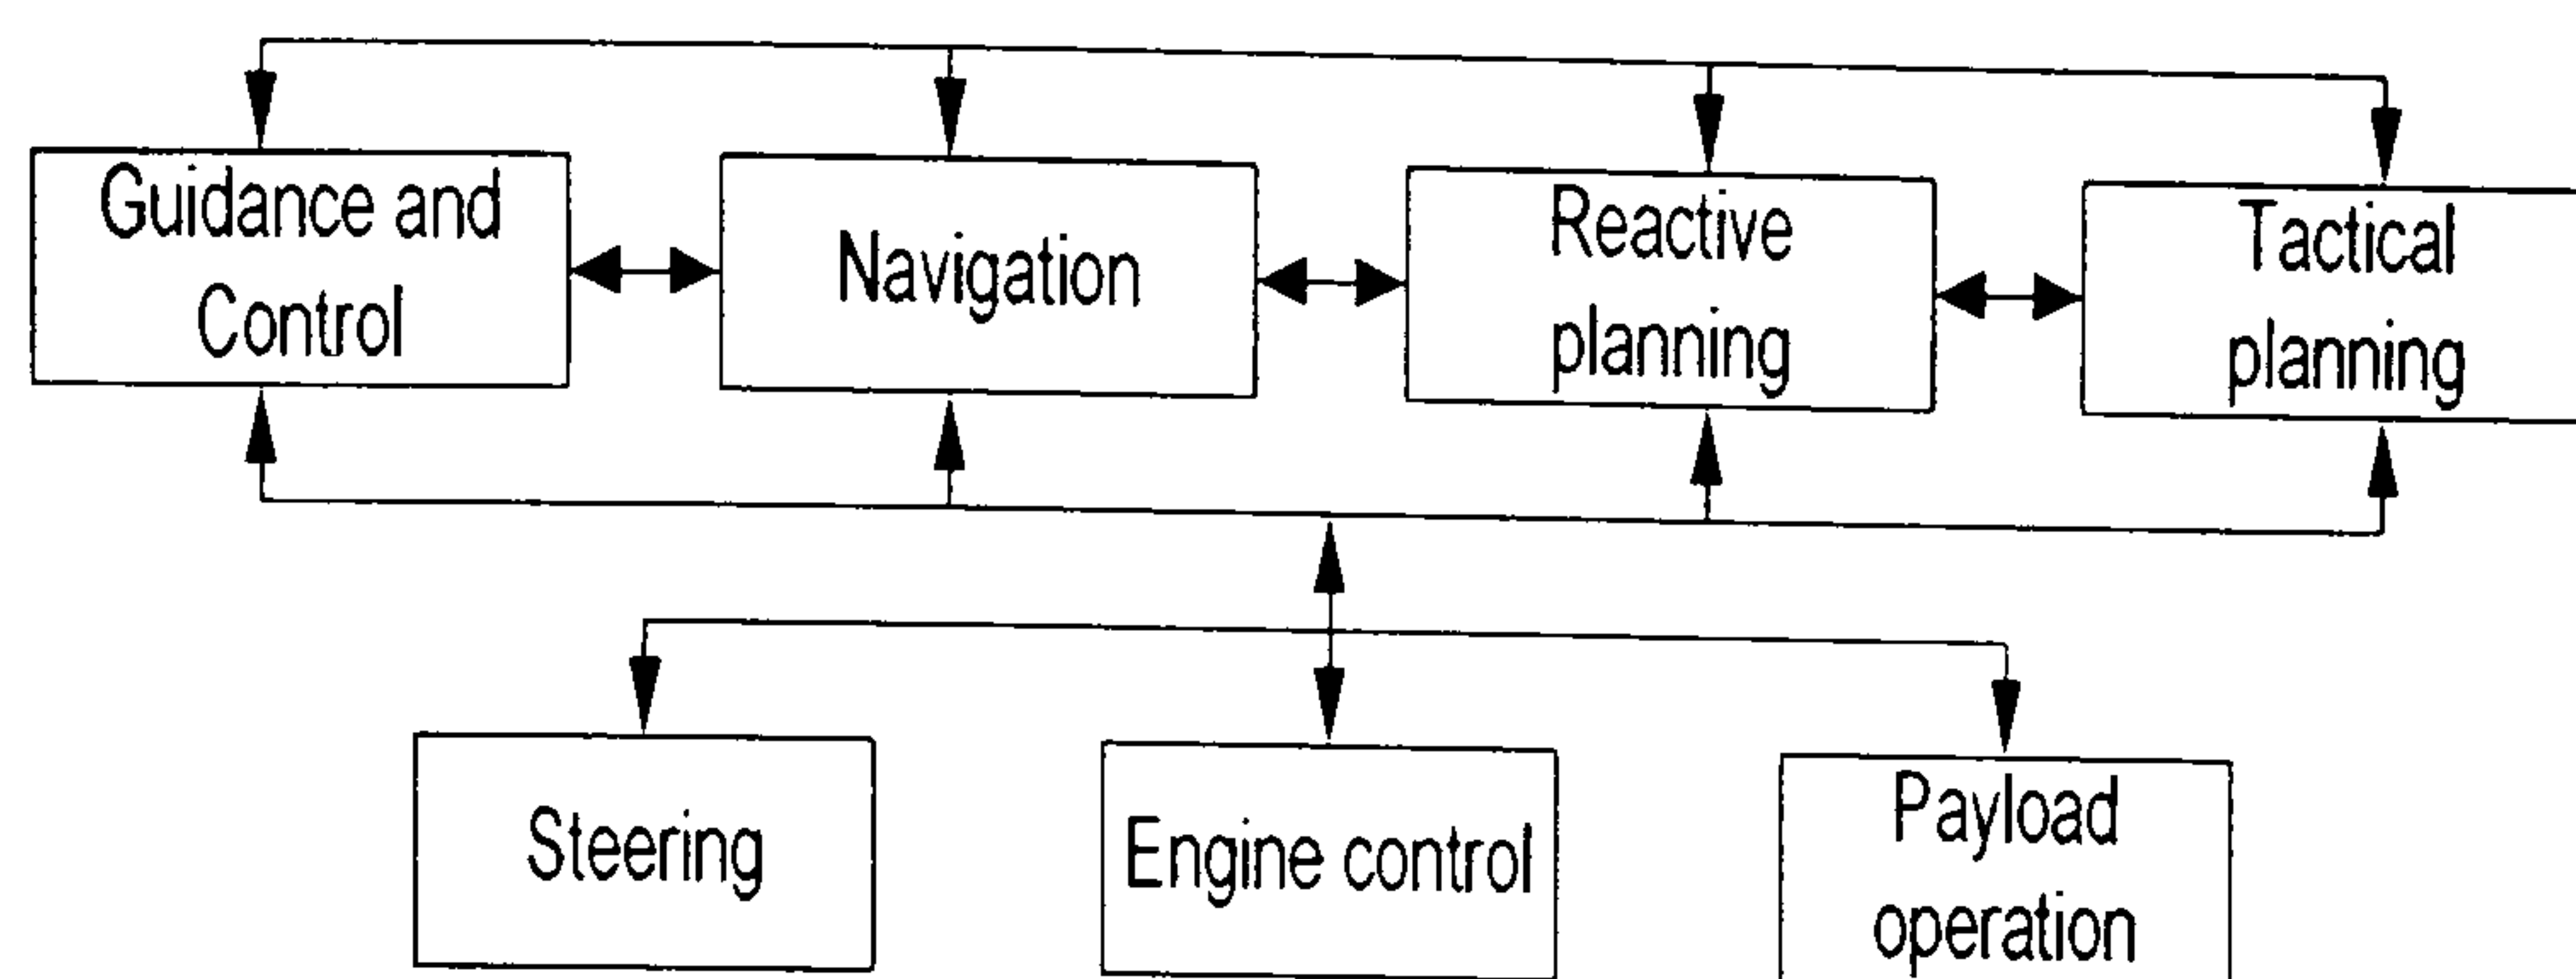 Guidance and
Control
Navigation
Reactive
planning
Tactical
planning
Steering
Engine control
Payload
operation